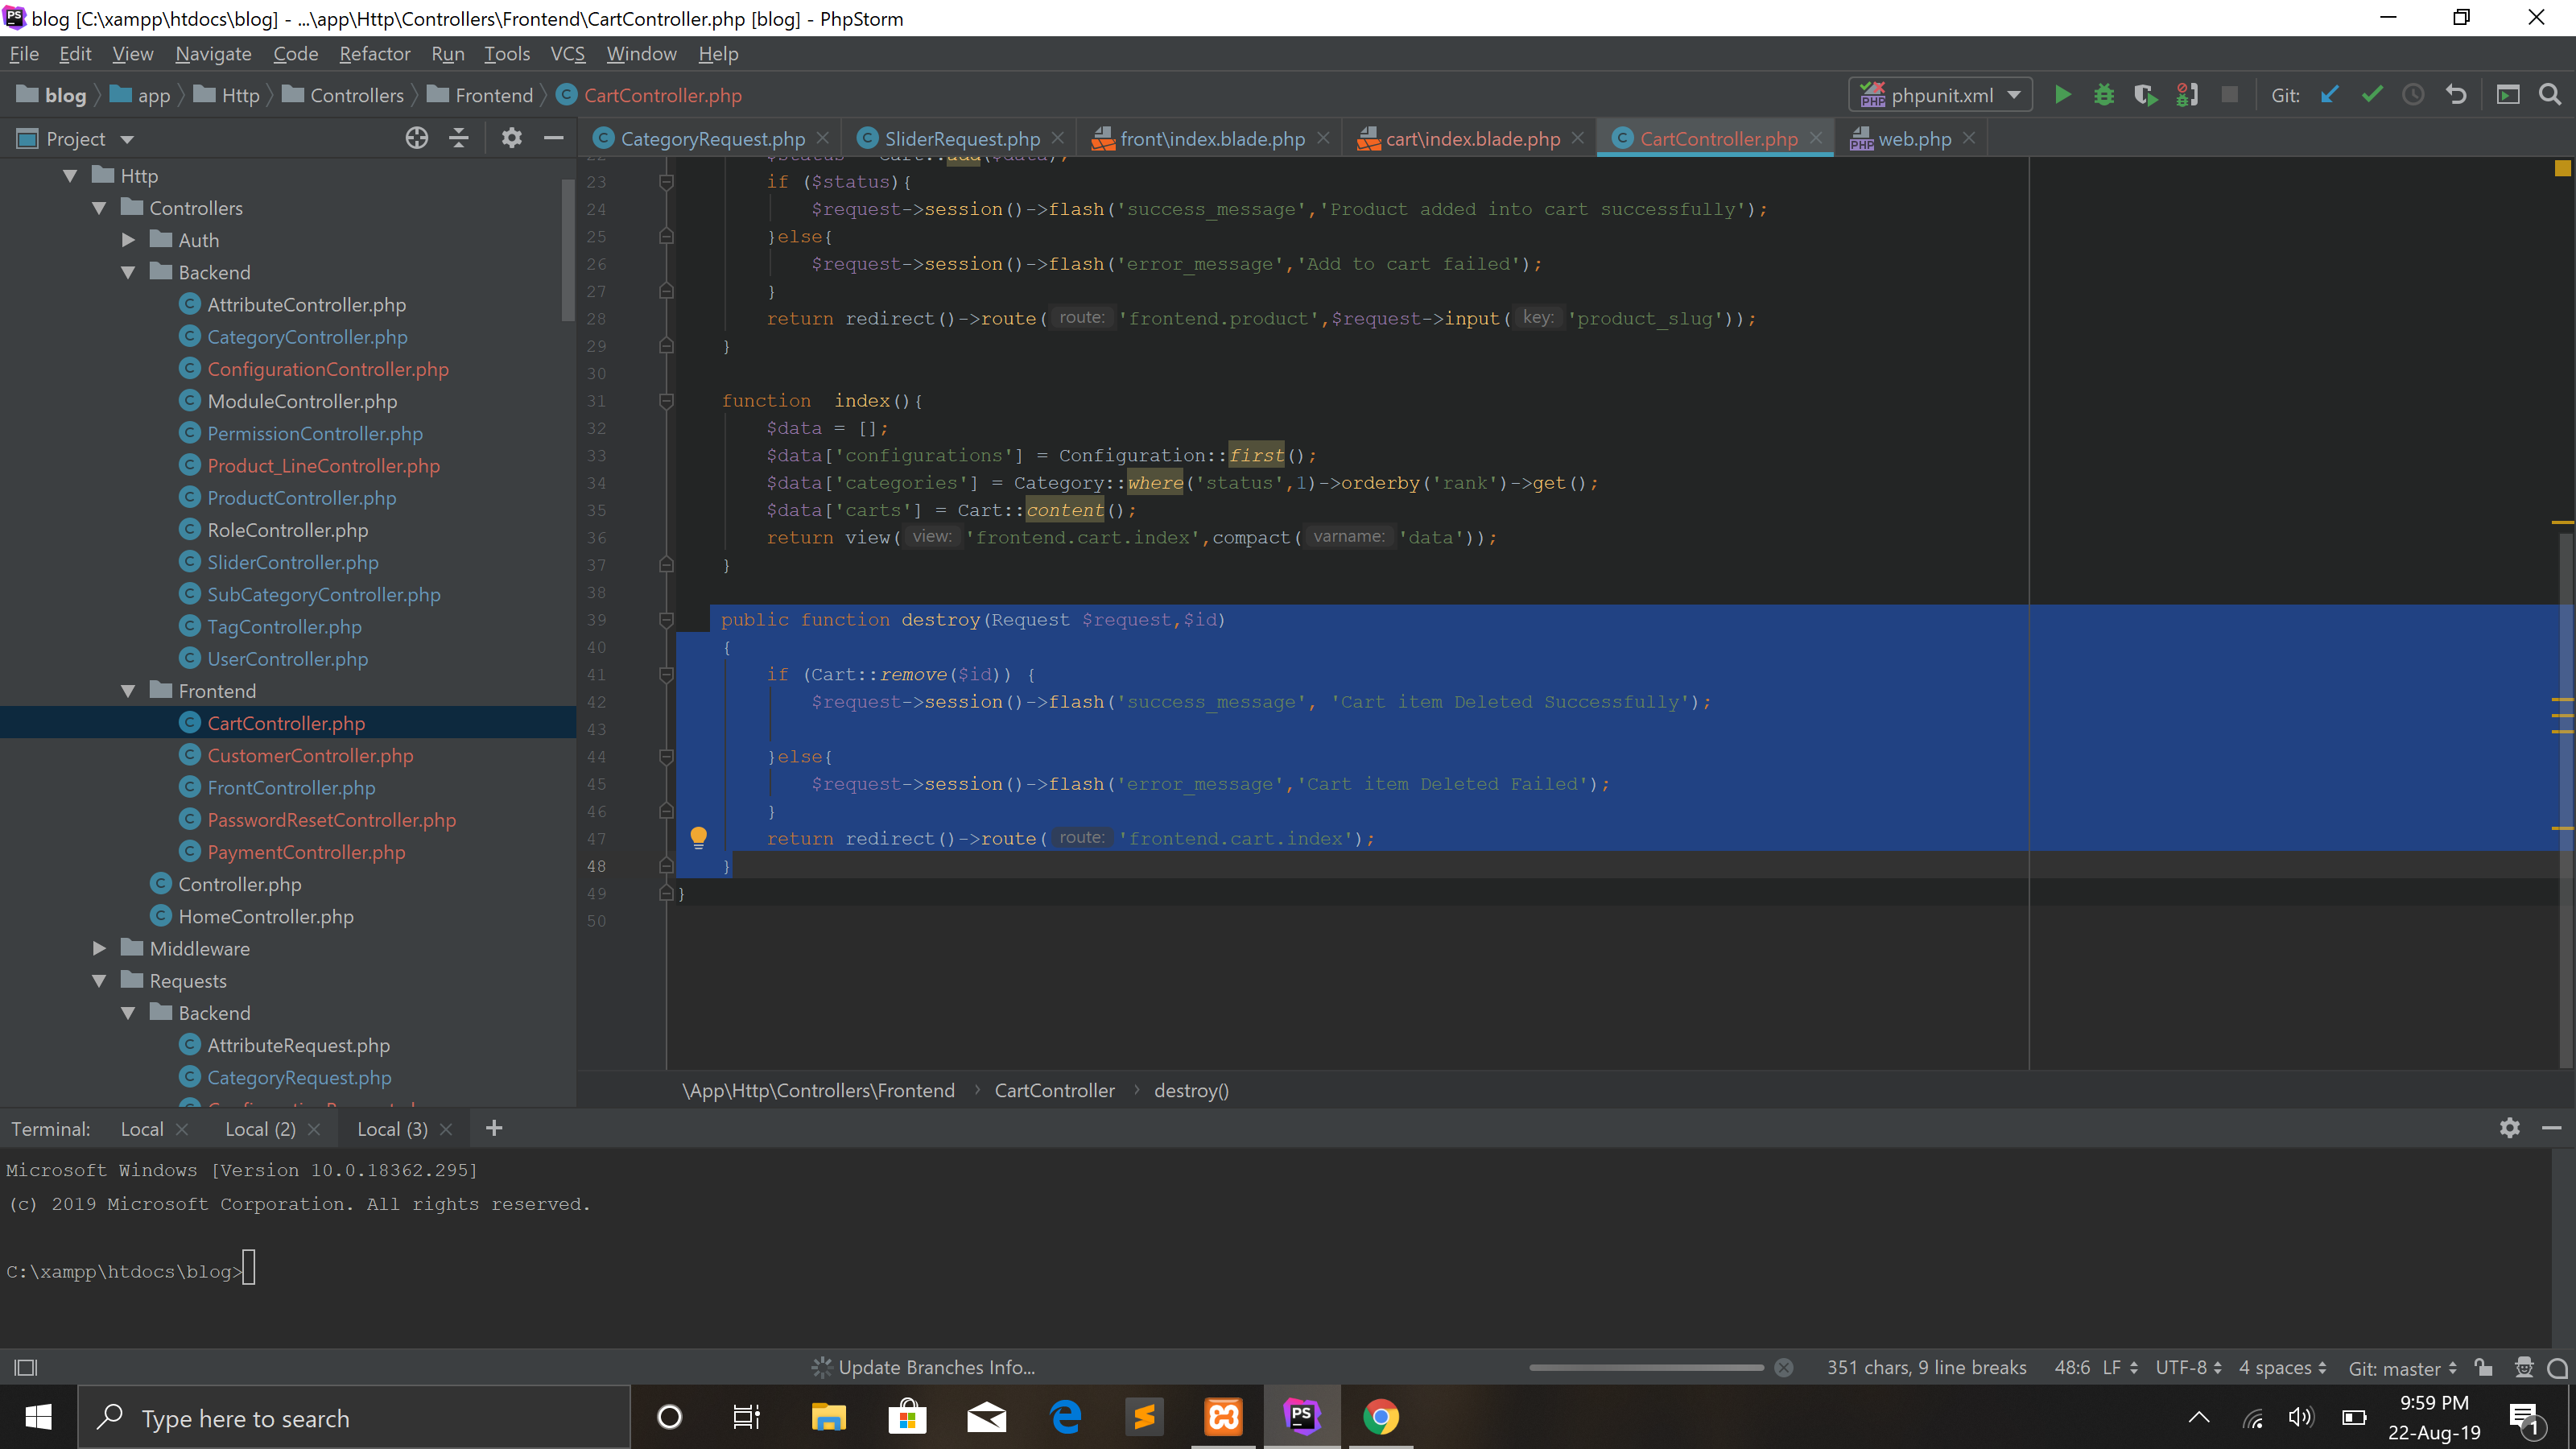 blog [C:\xampp\htdocs\blog] - ...\app\Http\Controllers\Frontend\CartController.php [blog] - PhpStorm
File Edit View Navigate Code Refactor Run Tools VCS Window Help
blog app Http Controllers Frontend CartController.php phpunit.xml Git:
Project
CategoryRequest.php SliderRequest.php front\index.blade.php cart\index.blade.php CartController.php web.php
Http
Controllers
Auth
Backend
AttributeController.php
CategoryController.php
ConfigurationController.php
ModuleController.php
PermissionController.php
Product_LineController.php
ProductController.php
RoleController.php
SliderController.php
SubCategoryController.php
TagController.php
UserController.php
Frontend
CartController.php
CustomerController.php
FrontController.php
PasswordResetController.php
PaymentController.php
Controller.php
HomeController.php
Middleware
Requests
Backend
AttributeRequest.php
CategoryRequest.php
23 if ($status){
24 $request->session()->flash('success_message','Product added into cart successfully');
25 }else{
26 $request->session()->flash('error_message','Add to cart failed');
27 }
28 return redirect()->route( route: 'frontend.product',$request->input( key: 'product_slug'));
29 }
30
31 function  index(){
32 $data = [];
33 $data['configurations'] = Configuration::first();
34 $data['categories'] = Category::where('status',1)->orderby('rank')->get();
35 $data['carts'] = Cart::content();
36 return view( view: 'frontend.cart.index',compact( varname: 'data'));
37 }
38
39 public function destroy(Request $request,$id)
40 {
41 if (Cart::remove($id)) {
42 $request->session()->flash('success_message', 'Cart item Deleted Successfully');
43
44 }else{
45 $request->session()->flash('error_message','Cart item Deleted Failed');
46 }
47 return redirect()->route( route: 'frontend.cart.index');
48 }
49 }
50
\App\Http\Controllers\Frontend › CartController › destroy()
Terminal: Local Local (2) Local (3) +
Microsoft Windows [Version 10.0.18362.295]
(c) 2019 Microsoft Corporation. All rights reserved.
C:\xampp\htdocs\blog>
Update Branches Info... 351 chars, 9 line breaks 48:6 LF UTF-8 4 spaces Git: master
Type here to search
9:59 PM
22-Aug-19
1